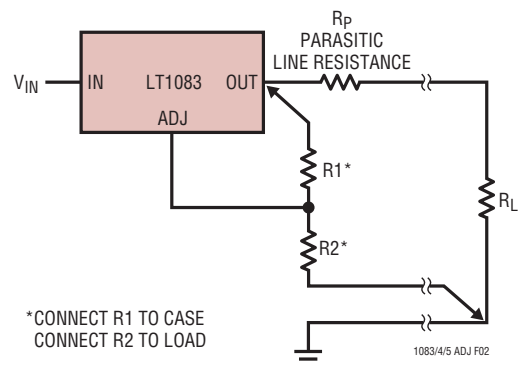 RP
PARASITIC
LINE RESISTANCE
VIN
IN
LT1083
OUT
ADJ
R1*
RL
R2*
*CONNECT R1 TO CASE
CONNECT R2 TO LOAD
1083/4/5 ADJ F02